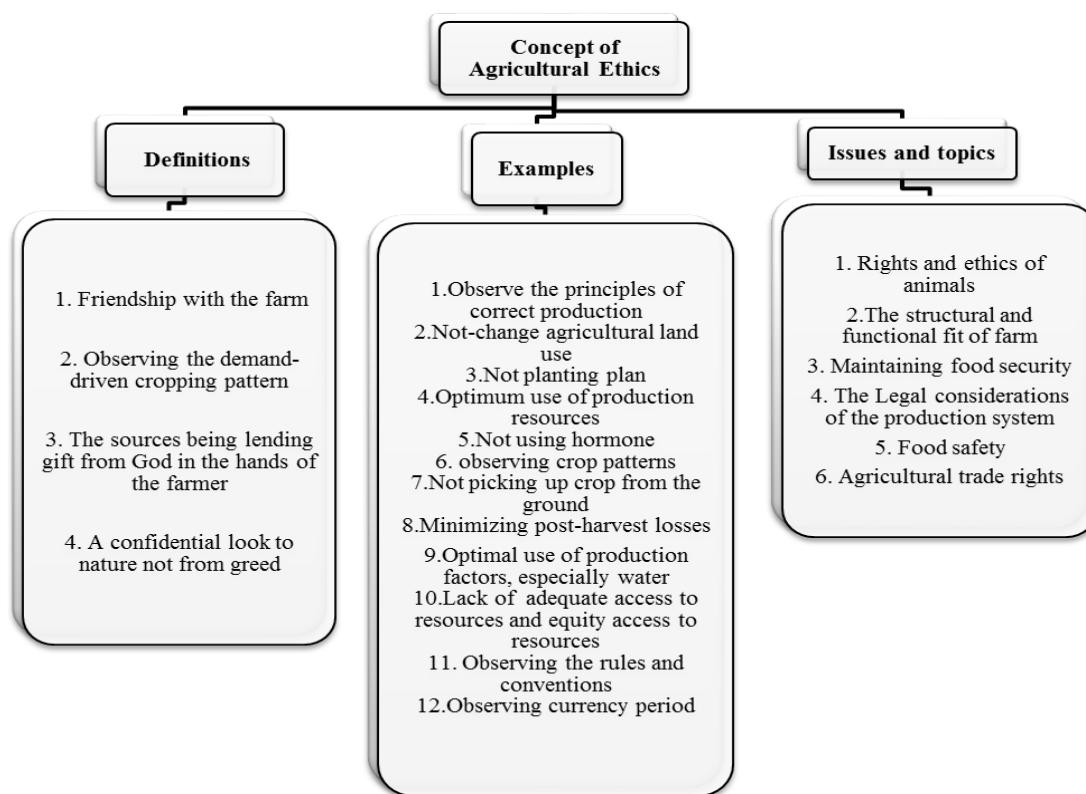 Concept of
Agricultural Ethics
Definitions
Examples
Issues and topics
1. Friendship with the farm
2. Observing the demand-
driven cropping pattern
3. The sources being lending
gift from God in the hands of
the farmer
4. A confidential look to
nature not from greed
1.Observe the principles of
correct production
2.Not-change agricultural land
use
3.Not planting plan
4.Optimum use of production
resources
5.Not using hormone
6. observing crop patterns
7.Not picking up crop from the
ground
8.Minimizing post-harvest losses
9.Optimal use of production
factors, especially water
10.Lack of adequate access to
resources and equity access to
resources
11. Observing the rules and
conventions
12.Observing currency period
1. Rights and ethics of
animals
2.The structural and
functional fit of farm
3. Maintaining food security
4. The Legal considerations
of the production system
5. Food safety
6. Agricultural trade rights